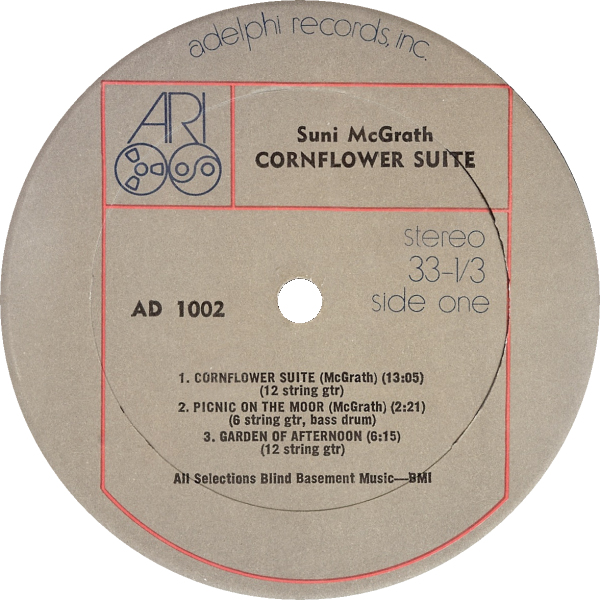 adelphi records, inc.
ARI
Suni McGrath
CORNFLOWER SUITE
stereo
33-1/3
side one
AD 1002
1. CORNFLOWER SUITE (McGrath) (13:05)
(12 string gtr)
2. PICNIC ON THE MOOR (McGrath) (2:21)
(6 string gtr, bass drum)
3. GARDEN OF AFTERNOON (6:15)
(12 string gtr)
All Selections Blind Basement Music—BMI